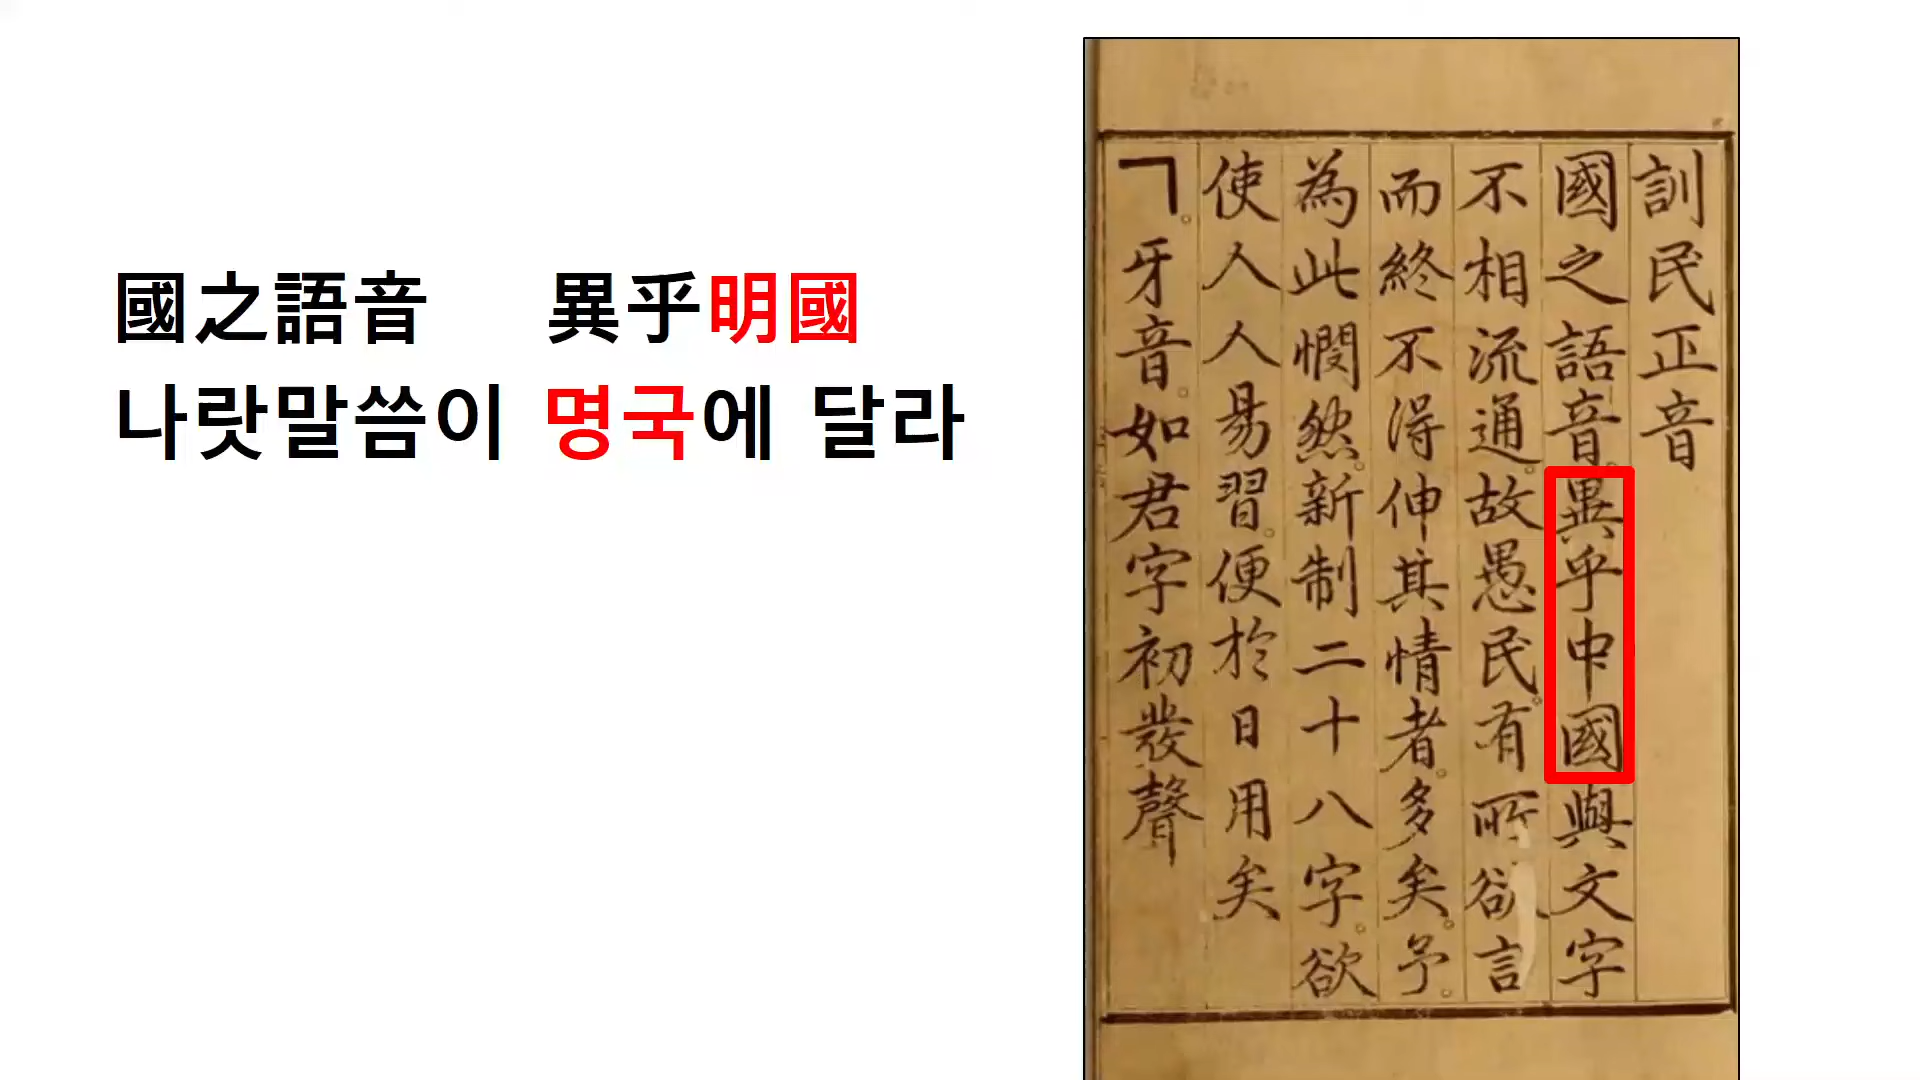 國之語音 異乎明國
나랏말씀이 명국에 달라
訓民正音
國之語音異乎中國與文字
不相流通故愚民有所欲言
而終不得伸其情者多矣予
為此憫然新制二十八字欲
使人人易習便於日用矣
ㄱ牙音如君字初發聲